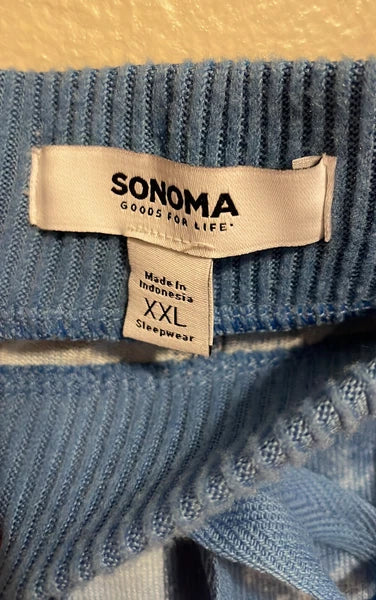 SONOMA
GOODS FOR LIFE.
Made In
Indonesia
XXL
Sleepwear